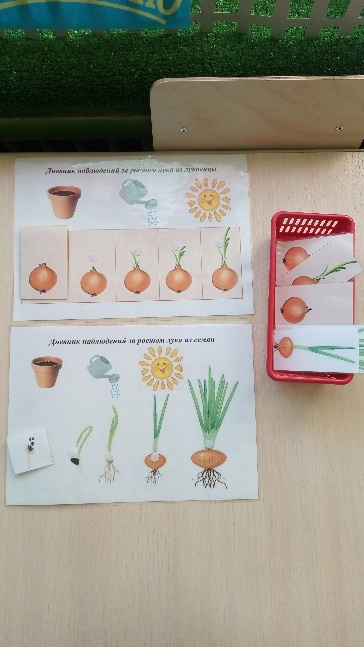 Дневник наблюдений за ростом лука из луковицы
Дневник наблюдений за ростом лука из семян